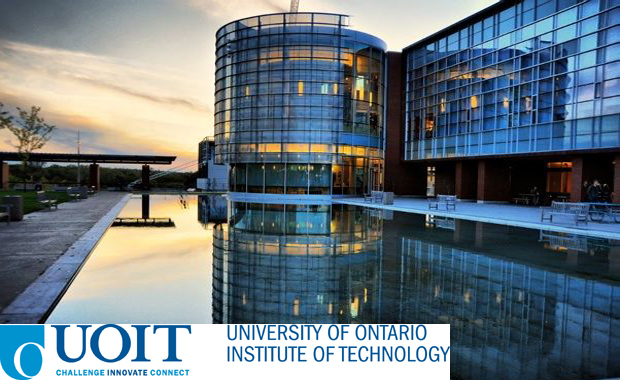 UOIT
CHALLENGE INNOVATE CONNECT
UNIVERSITY OF ONTARIO
INSTITUTE OF TECHNOLOGY